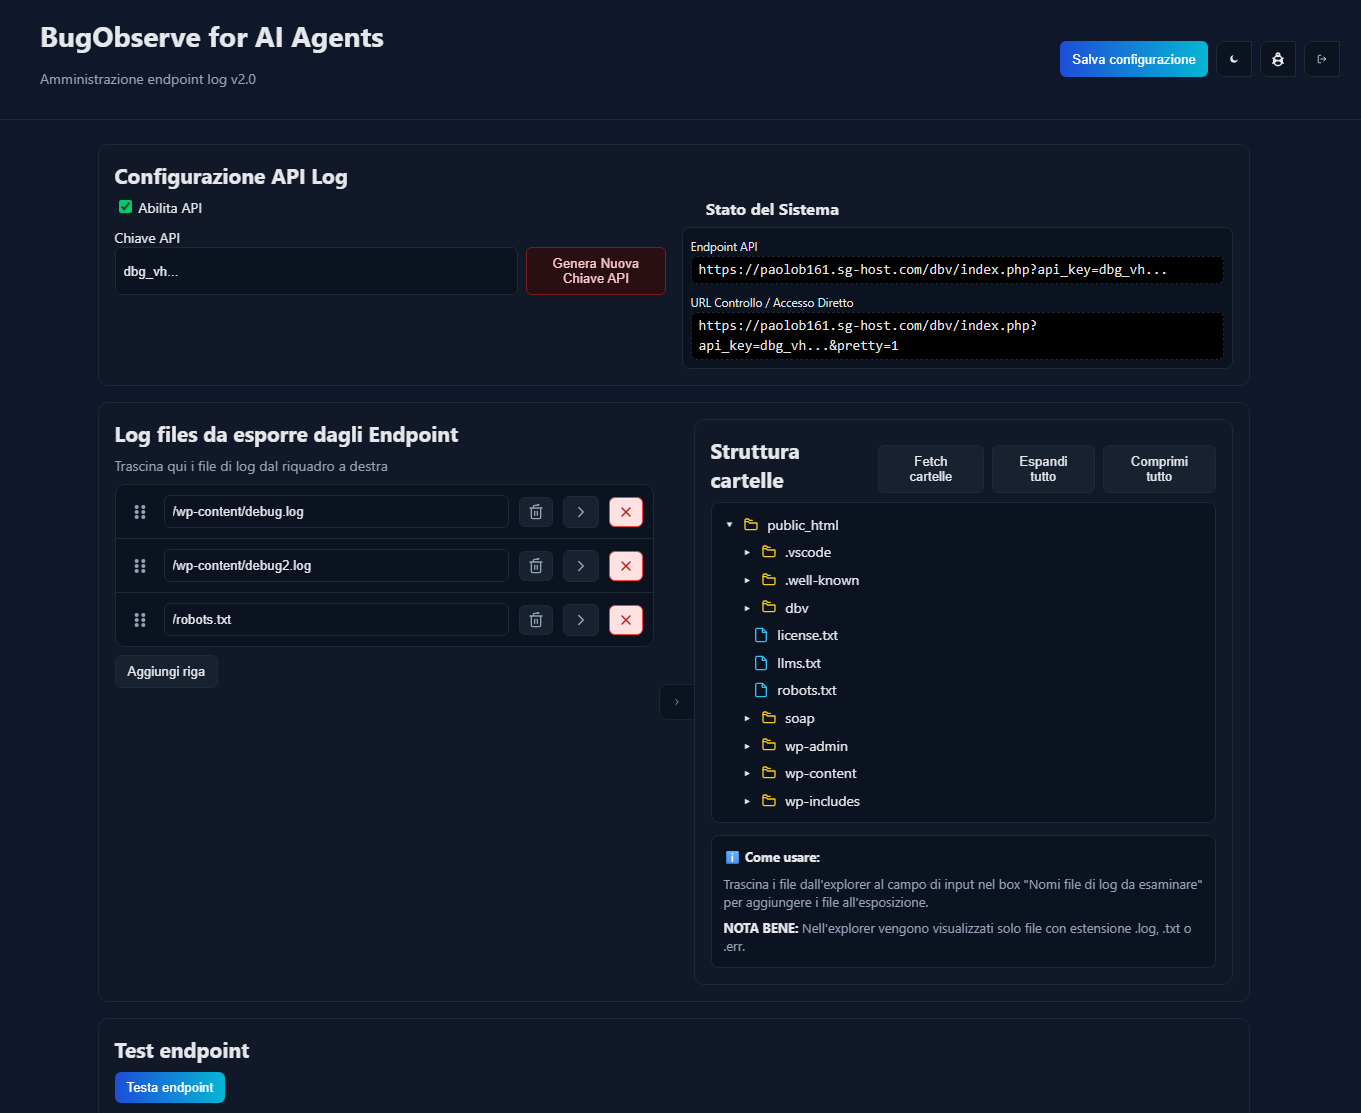 BugObserve for AI Agents
Amministrazione endpoint log v2.0
Salva configurazione
Configurazione API Log
Abilita API
Chiave API
dbg_vh...
Genera Nuova
Chiave API
Stato del Sistema
Endpoint API
https://paolob161.sg-host.com/dbv/index.php?api_key=dbg_vh...
URL Controllo / Accesso Diretto
https://paolob161.sg-host.com/dbv/index.php?
api_key=dbg_vh...&pretty=1
Log files da esporre dagli Endpoint
Trascina qui i file di log dal riquadro a destra
/wp-content/debug.log
/wp-content/debug2.log
/robots.txt
Aggiungi riga
Struttura
cartelle
Fetch
cartelle
Espandi
tutto
Comprimi
tutto
public_html
.vscode
.well-known
dbv
license.txt
llms.txt
robots.txt
soap
wp-admin
wp-content
wp-includes
ℹ️ Come usare:
Trascina i file dall'explorer al campo di input nel box "Nomi file di log da esaminare"
per aggiungere i file all'esposizione.
NOTA BENE: Nell'explorer vengono visualizzati solo file con estensione .log, .txt o
.err.
Test endpoint
Testa endpoint